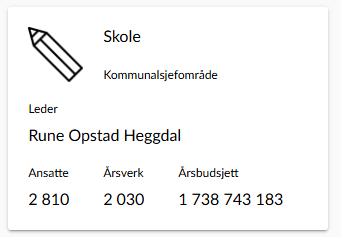 Skole
Kommunalsjefområde
Leder
Rune Opstad Heggdal
Ansatte Årsverk Årsbudsjett
2 810 2 030 1 738 743 183